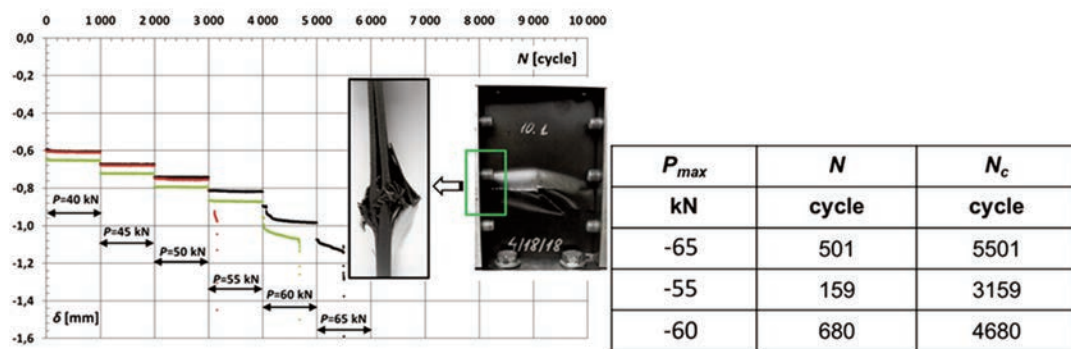 0 1 000 2 000 3 000 4 000 5 000 6 000 7 000 8 000 9 000 10 000
0,0
N [cycle]
-0,2
-0,4
-0,6
-0,8
-1,0
-1,2
-1,4
-1,6
P=40 kN
P=45 kN
P=50 kN
P=55 kN
P=60 kN
P=65 kN
δ [mm]
10. L
4/18/18
Pmax N Nc
kN cycle cycle
-65 501 5501
-55 159 3159
-60 680 4680